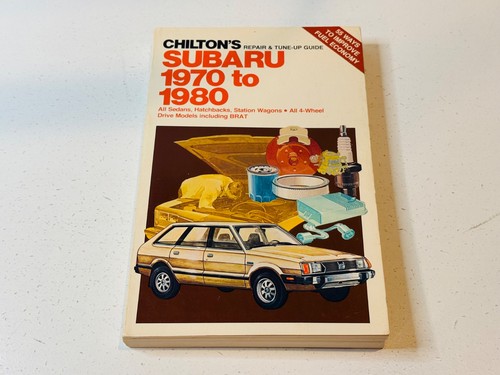 CHILTON'S REPAIR & TUNE-UP GUIDE
55 WAYS
TO IMPROVE
FUEL ECONOMY
SUBARU
1970 to
1980
All Sedans, Hatchbacks, Station Wagons • All 4-Wheel
Drive Models including BRAT